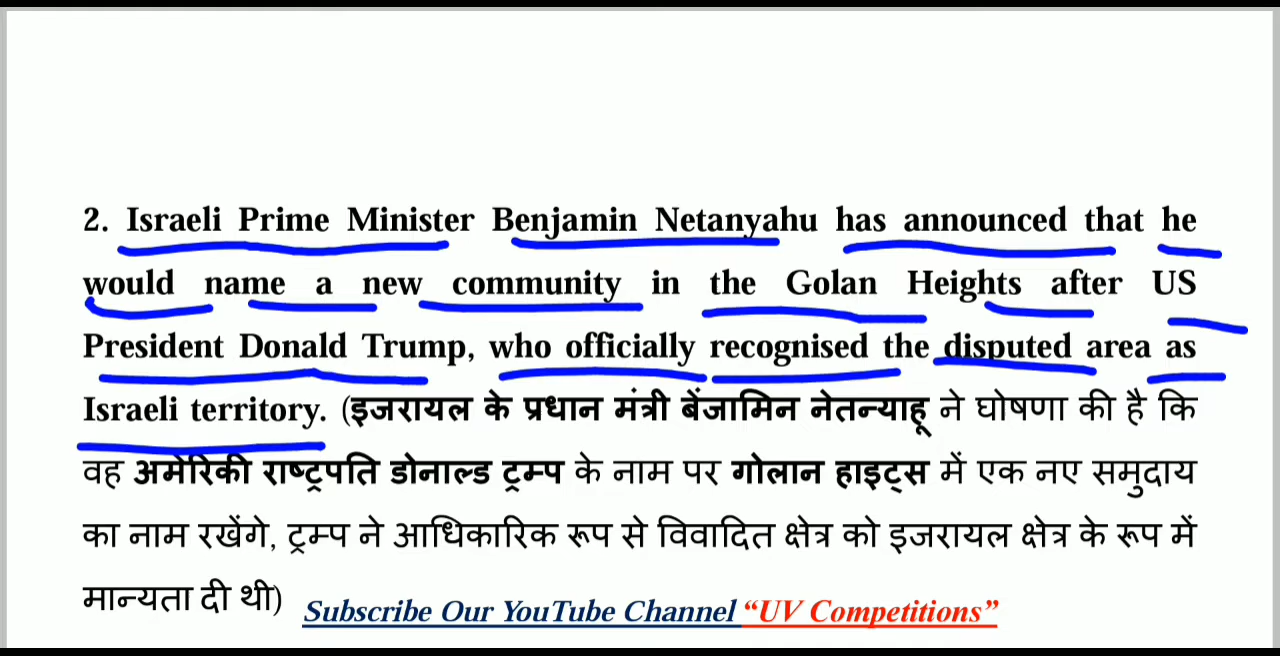 2. Israeli Prime Minister Benjamin Netanyahu has announced that he
would name a new community in the Golan Heights after US
President Donald Trump, who officially recognised the disputed area as
Israeli territory. (इजरायल के प्रधान मंत्री बेंजामिन नेतन्याहू ने घोषणा की है कि
वह अमेरिकी राष्ट्रपति डोनाल्ड ट्रम्प के नाम पर गोलान हाइट्स में एक नए समुदाय
का नाम रखेंगे, ट्रम्प ने आधिकारिक रूप से विवादित क्षेत्र को इजरायल क्षेत्र के रूप में
मान्यता दी थी)
Subscribe Our YouTube Channel “UV Competitions”